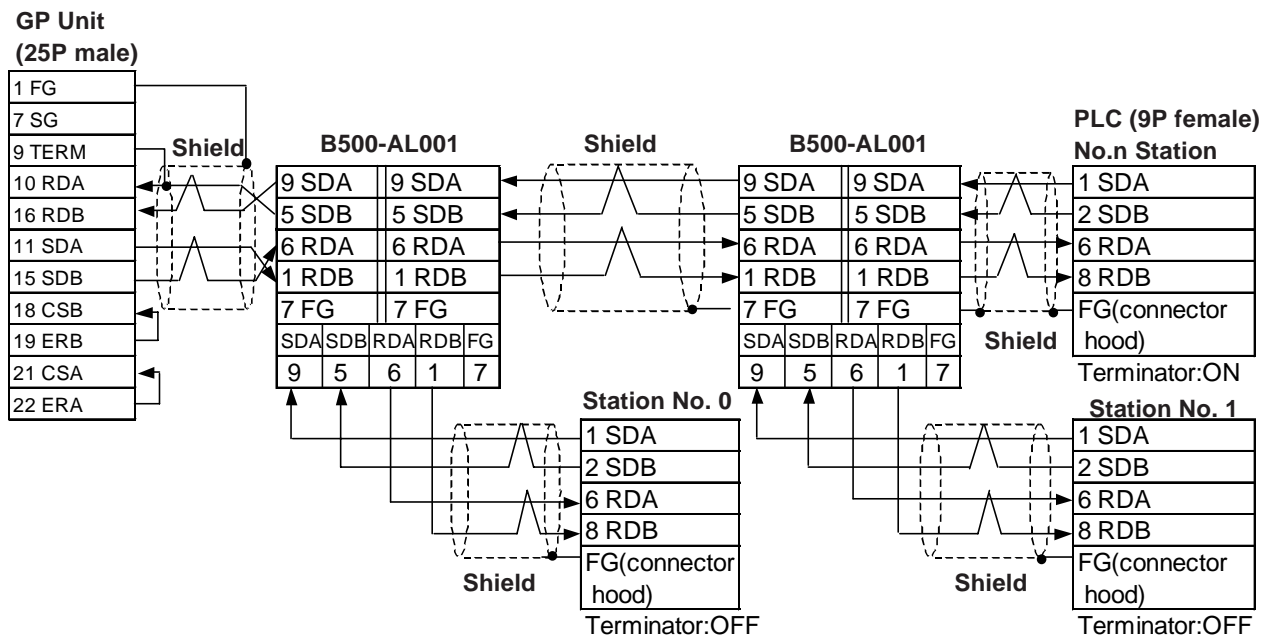 GP Unit
(25P male)
1 FG
7 SG
9 TERM
10 RDA
16 RDB
11 SDA
15 SDB
18 CSB
19 ERB
21 CSA
22 ERA
Shield
B500-AL001
9 SDA 9 SDA
5 SDB 5 SDB
6 RDA 6 RDA
1 RDB 1 RDB
7 FG 7 FG
SDA SDB RDA RDB FG
9 5 6 1 7
Shield
B500-AL001
9 SDA 9 SDA
5 SDB 5 SDB
6 RDA 6 RDA
1 RDB 1 RDB
7 FG 7 FG
SDA SDB RDA RDB FG
9 5 6 1 7
Shield
PLC (9P female)
No.n Station
1 SDA
2 SDB
6 RDA
8 RDB
FG(connector
hood)
Terminator:ON
Station No. 0
1 SDA
2 SDB
6 RDA
8 RDB
FG(connector
hood)
Terminator:OFF
Shield
Station No. 1
1 SDA
2 SDB
6 RDA
8 RDB
FG(connector
hood)
Terminator:OFF
Shield